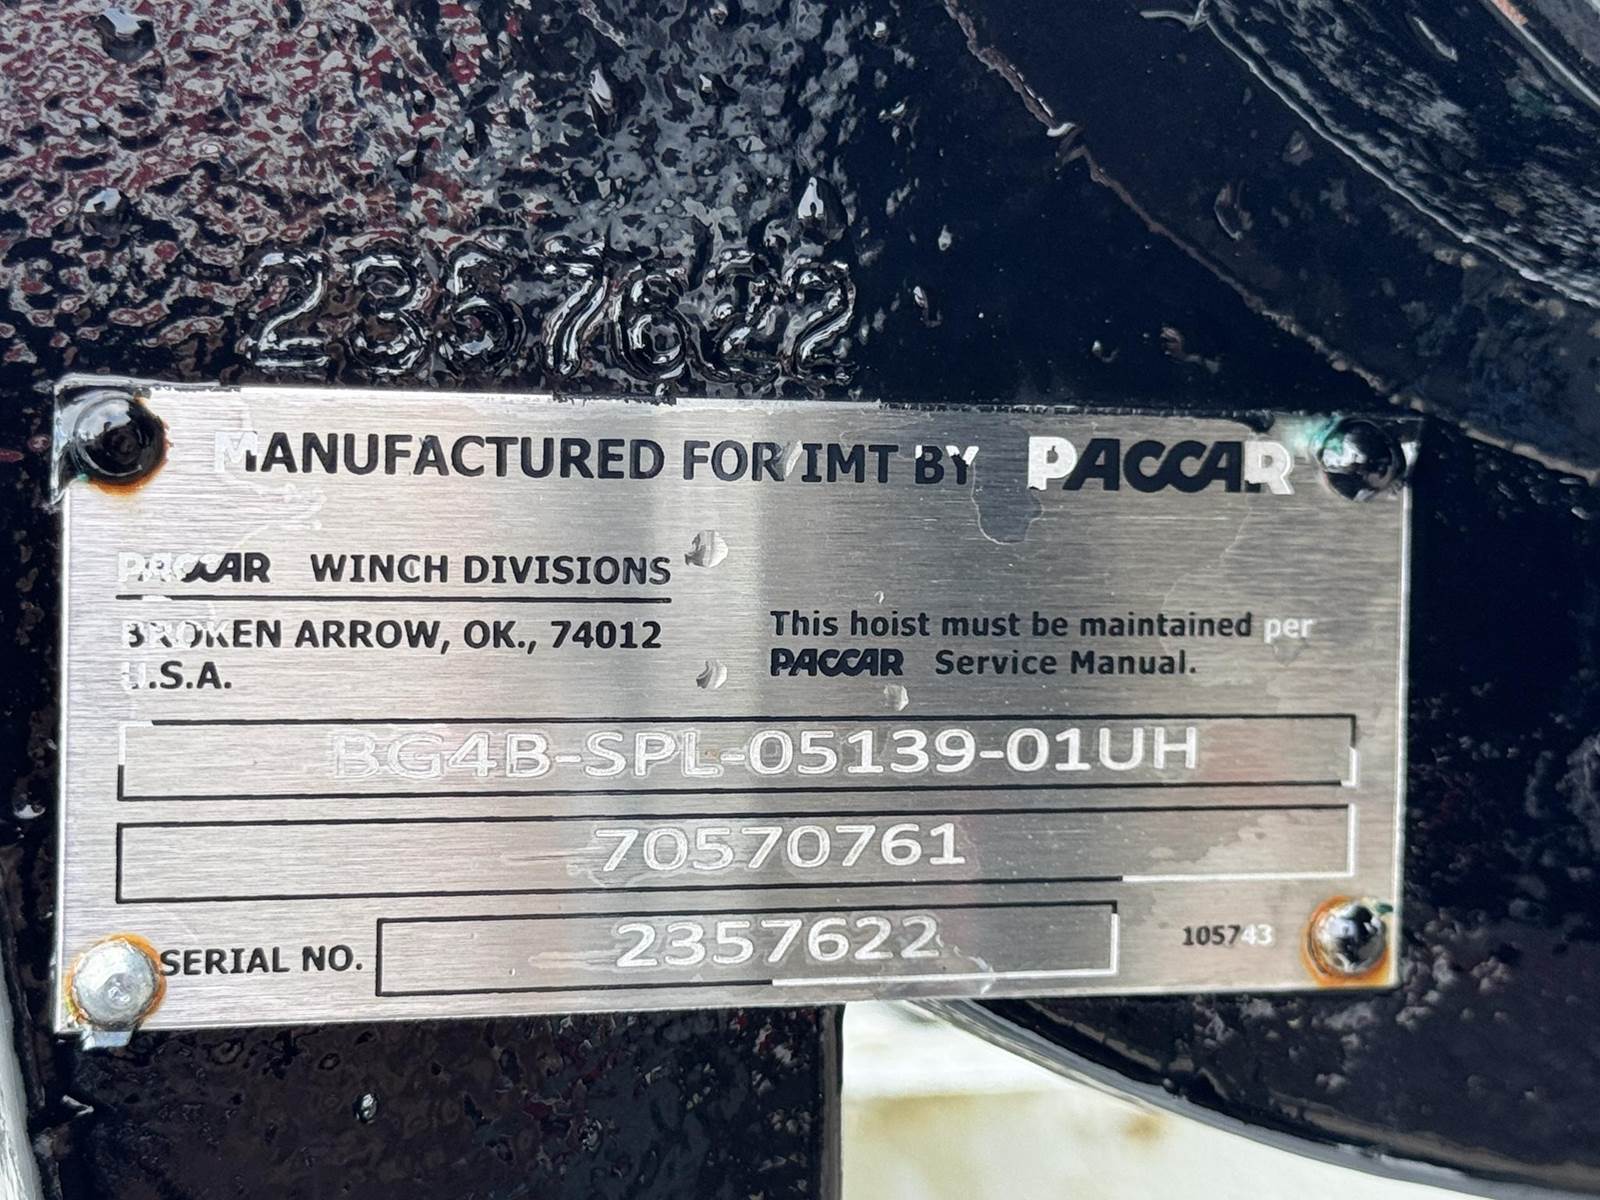 2357622
MANUFACTURED FOR IMT BY PACCAR
PACCAR WINCH DIVISIONS
BROKEN ARROW, OK., 74012
U.S.A.
This hoist must be maintained per
PACCAR Service Manual.
BG4B-SPL-05139-01UH
70570761
SERIAL NO. 2357622
105743